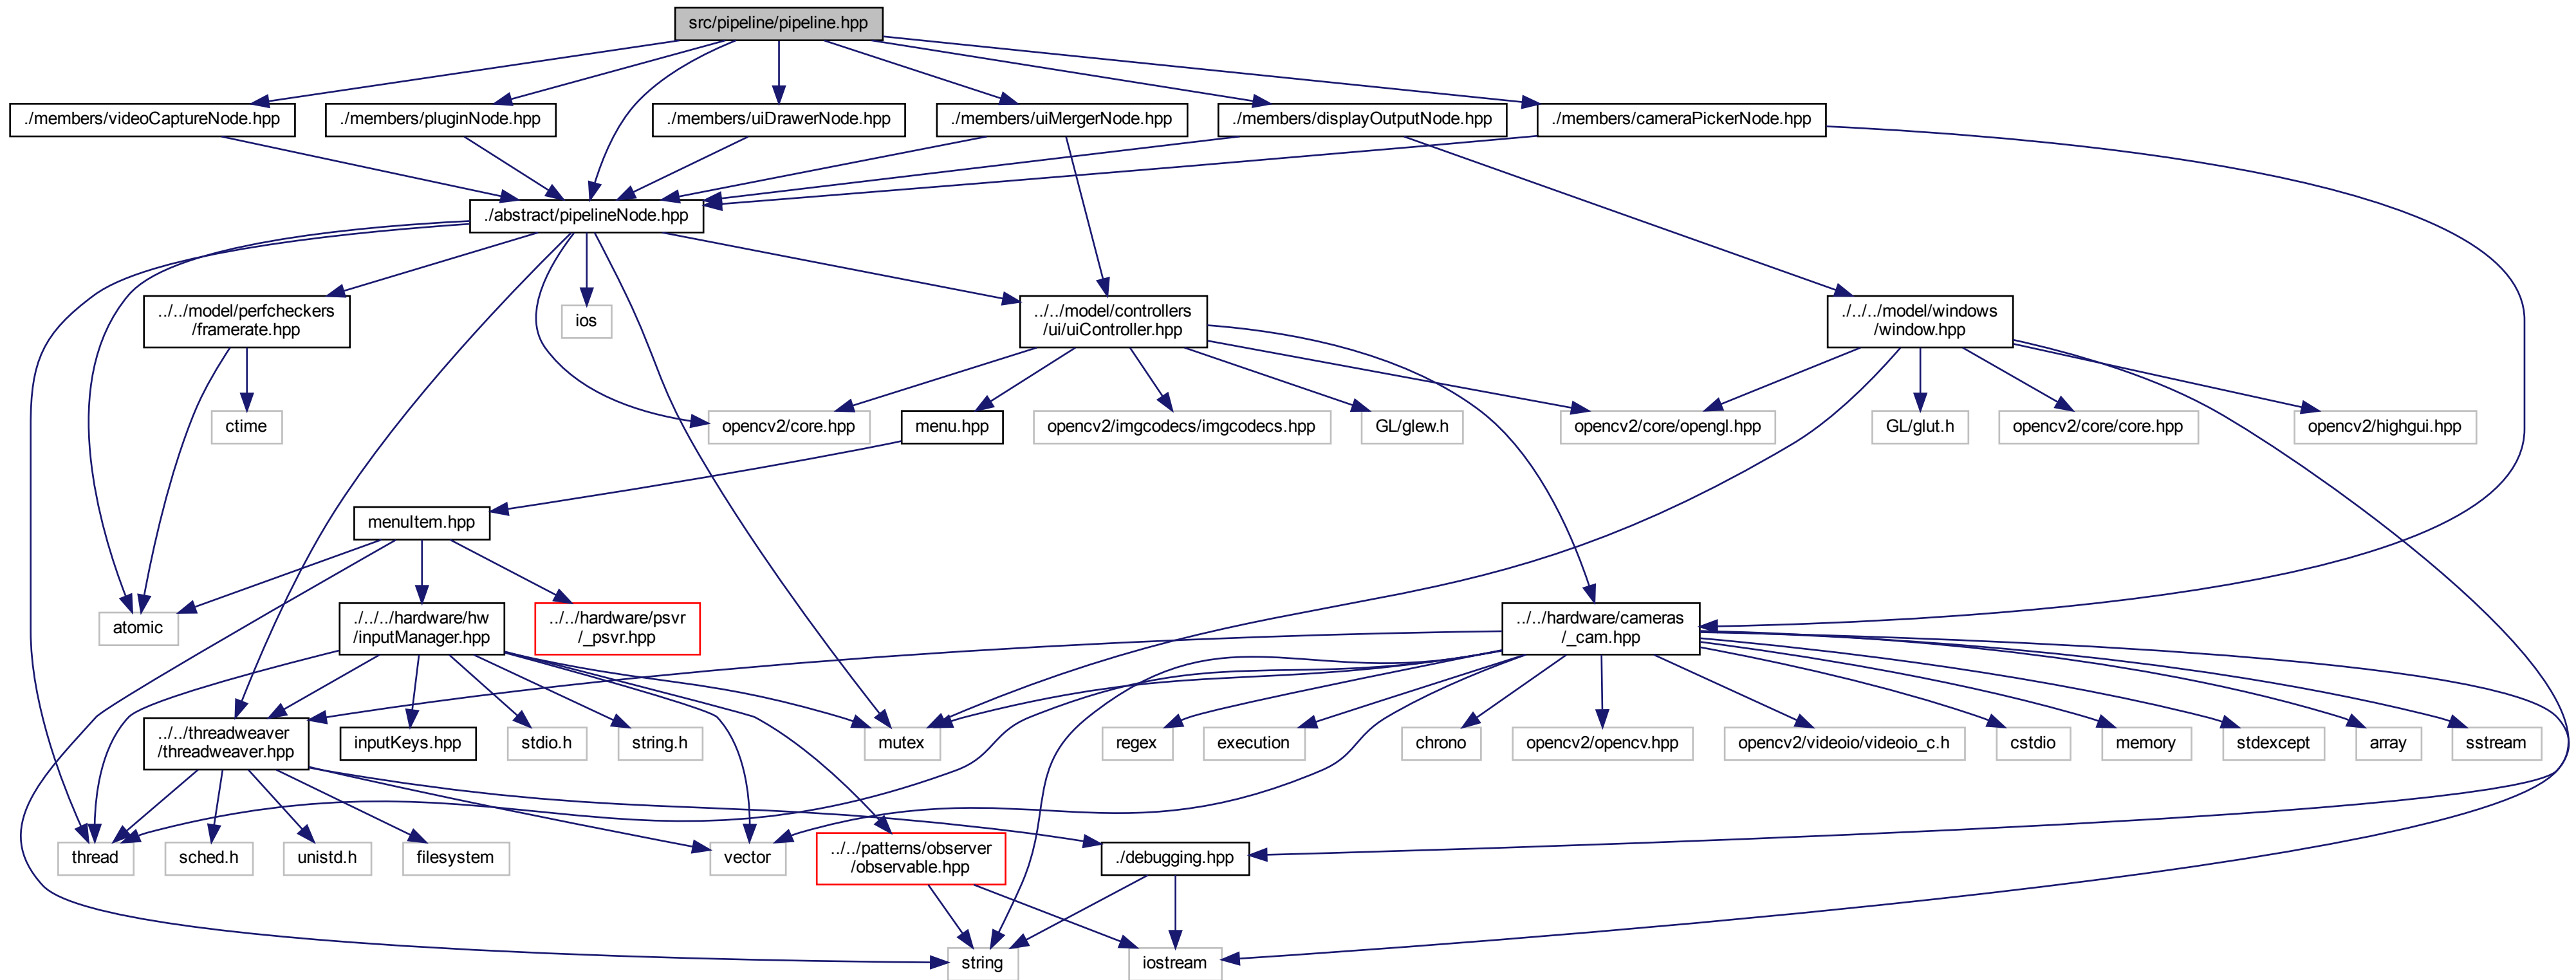 src/pipeline/pipeline.hpp
./members/videoCaptureNode.hpp
./members/pluginNode.hpp
./members/uiDrawerNode.hpp
./members/uiMergerNode.hpp
./members/displayOutputNode.hpp
./members/cameraPickerNode.hpp
./abstract/pipelineNode.hpp
../../model/perfcheckers
/framerate.hpp
ios
../../model/controllers
/ui/uiController.hpp
./../../model/windows
/window.hpp
ctime
opencv2/core.hpp
menu.hpp
opencv2/imgcodecs/imgcodecs.hpp
GL/glew.h
opencv2/core/opengl.hpp
GL/glut.h
opencv2/core/core.hpp
opencv2/highgui.hpp
menuItem.hpp
atomic
./../../hardware/hw
/inputManager.hpp
../../hardware/psvr
/_psvr.hpp
../../hardware/cameras
/_cam.hpp
../../threadweaver
/threadweaver.hpp
inputKeys.hpp
stdio.h
string.h
mutex
regex
execution
chrono
opencv2/opencv.hpp
opencv2/videoio/videoio_c.h
cstdio
memory
stdexcept
array
sstream
thread
sched.h
unistd.h
filesystem
vector
../../patterns/observer
/observable.hpp
./debugging.hpp
string
iostream